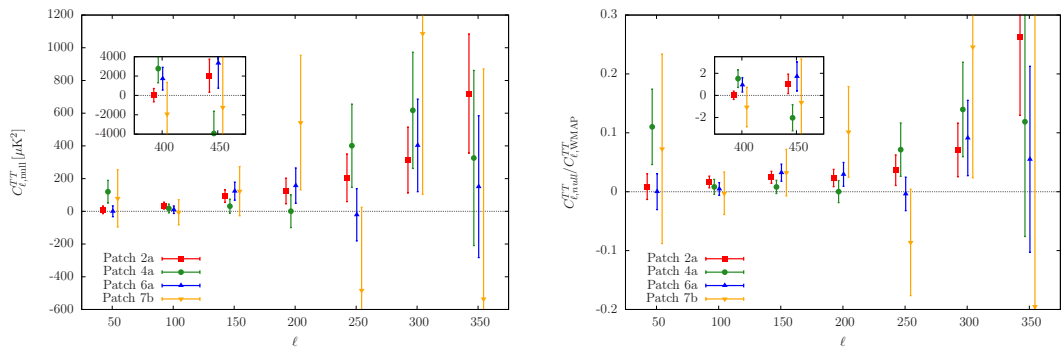 1200
1000
800
600
400
200
0
-200
-400
-600
50 100 150 200 250 300 350
ℓ
C^{TT}_{ℓ,null} [μK²]
4000
2000
0
-2000
-4000
400 450
Patch 2a
Patch 4a
Patch 6a
Patch 7b
0.3
0.2
0.1
0
-0.1
-0.2
50 100 150 200 250 300 350
ℓ
C^{TT}_{ℓ,null}/C^{TT}_{ℓ,WMAP}
2
0
-2
400 450
Patch 2a
Patch 4a
Patch 6a
Patch 7b